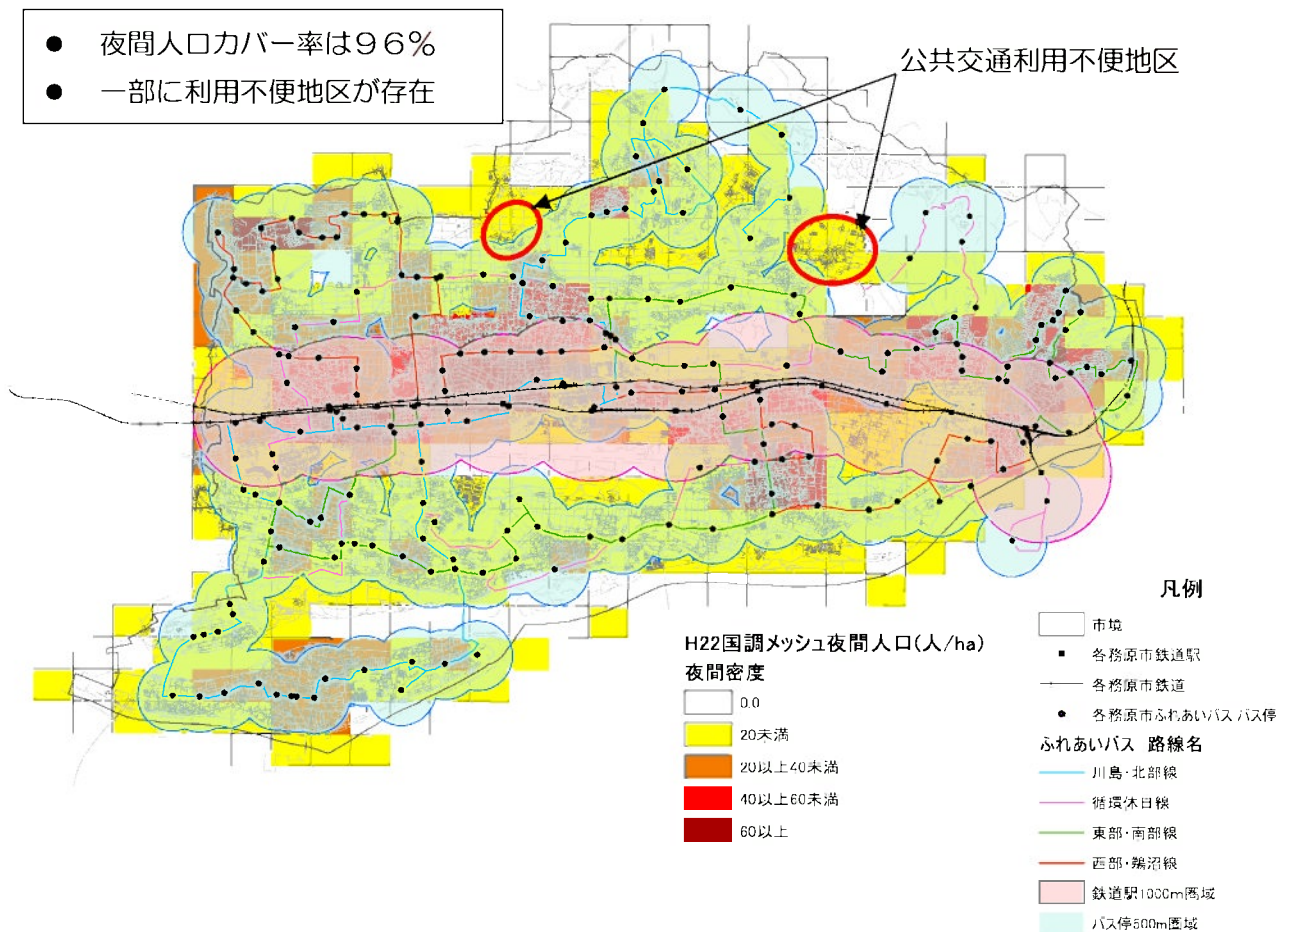 ● 夜間人口カバー率は96%
● 一部に利用不便地区が存在
公共交通利用不便地区
凡例
市境
各務原市鉄道駅
各務原市鉄道
各務原市ふれあいバス バス停
ふれあいバス 路線名
川島・北部線
循環休日線
東部・南部線
西部・鵜沼線
鉄道駅1000m圏域
バス停500m圏域
H22国調メッシュ夜間人口(人/ha)
夜間密度
0.0
20未満
20以上40未満
40以上60未満
60以上